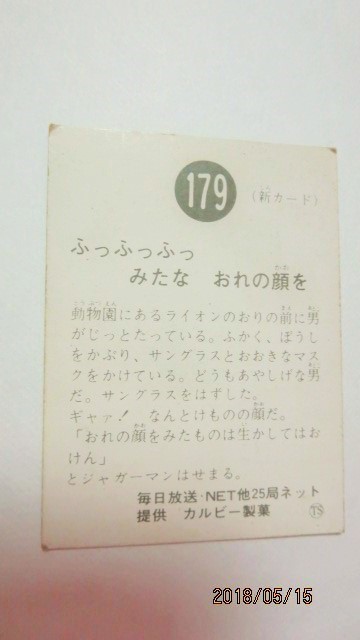 179
(新カード)
ふっふっふっ
みたな おれの顔を
動物園にあるライオンのおりの前に男
がじっとたっている。ふかく、ぼうし
をかぶり、サングラスとおおきなマス
クをかけている。どうもあやしげな男
だ。サングラスをはずした。
ギャァ! なんとけものの顔だ。
「おれの顔をみたものは生かしてはお
けん」
とジャガーマンはせまる。
毎日放送・NET他25局ネット
提供 カルビー製菓 TS
2018/05/15